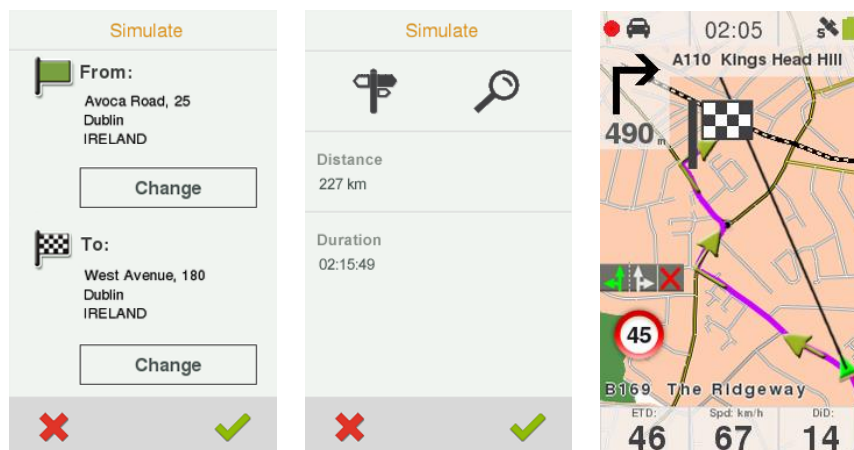 Simulate
From:
Avoca Road, 25
Dublin
IRELAND
Change
To:
West Avenue, 180
Dublin
IRELAND
Change
Simulate
Distance
227 km
Duration
02:15:49
02:05
S
A110 Kings Head Hill
490 m
45
B169 The Ridgeway
ETD: Spd: km/h DiD:
46 67 14